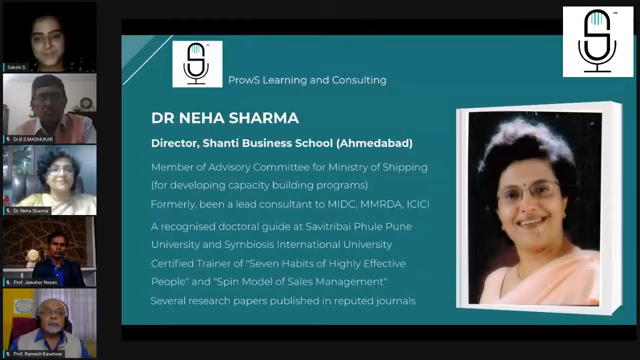 ProwS Learning and Consulting
DR NEHA SHARMA
Director, Shanti Business School (Ahmedabad)
Member of Advisory Committee for Ministry of Shipping
(for developing capacity building programs)
Formerly, been a lead consultant to MIDC, MMRDA, ICICI
A recognised doctoral guide at Savitribai Phule Pune
University and Symbiosis International University
Certified Trainer of "Seven Habits of Highly Effective
People" and "Spin Model of Sales Management"
Several research papers published in reputed journals
Sakshi S.
Dr.B.S.MADHUKAR
Dr. Neha Sharma
Prof. Jawahar Nesan
Prof. Ramesh Kasetwar